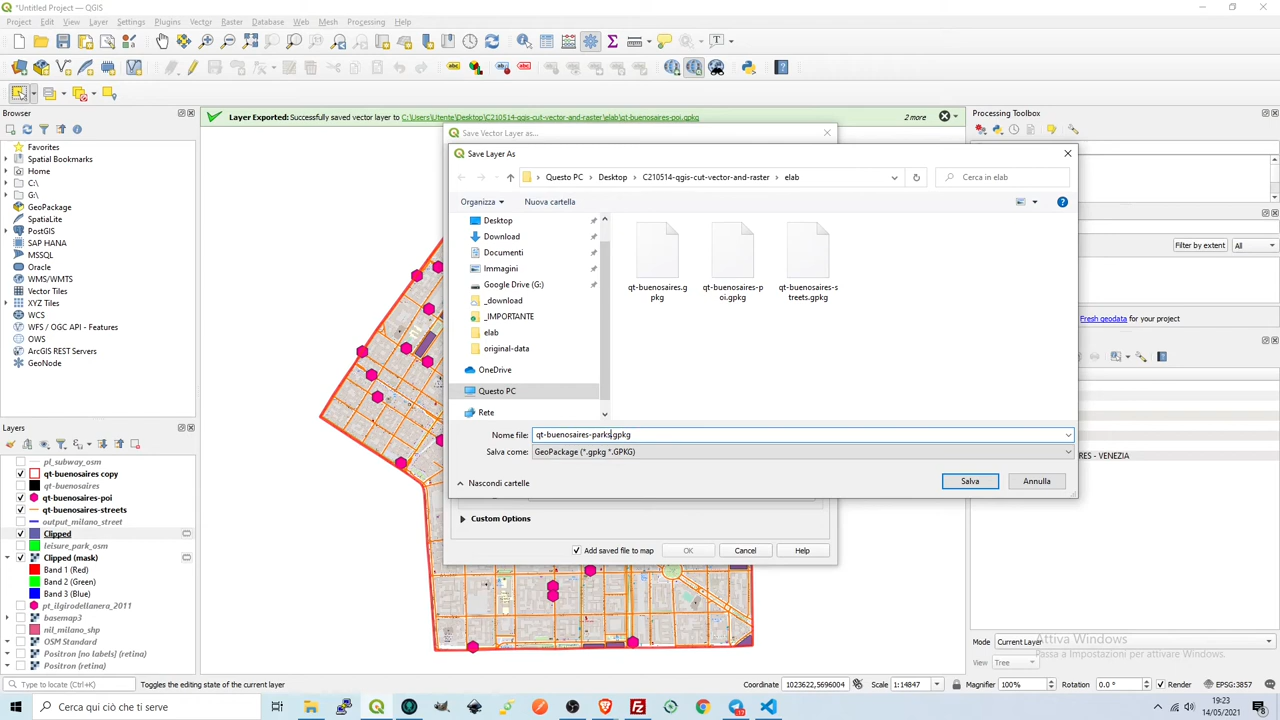 *Untitled Project — QGIS
Project Edit View Layer Settings Plugins Vector Raster Database Web Mesh Processing Help
Browser
Favorites
Spatial Bookmarks
Home
C:\
G:\
GeoPackage
SpatiaLite
PostGIS
SAP HANA
MSSQL
Oracle
WMS/WMTS
Vector Tiles
XYZ Tiles
WCS
WFS / OGC API - Features
OWS
ArcGIS REST Servers
GeoNode
Layers
pl_subway_osm
qt-buenosaires copy
qt-buenosaires
qt-buenosaires-poi
qt-buenosaires-streets
output_milano_street
Clipped
leisure_park_osm
Clipped (mask)
Band 1 (Red)
Band 2 (Green)
Band 3 (Blue)
pt_ilgirodellanera_2011
basemap3
nil_milano_shp
OSM Standard
Positron [no labels] (retina)
Positron (retina)
Layer Exported: Successfully saved vector layer to C:\Users\Utente\Desktop\C210514-qgis-cut-vector-and-raster\elab\qt-buenosaires-poi.gpkg
2 more
Save Vector Layer as...
Save Layer As
Questo PC Desktop C210514-qgis-cut-vector-and-raster elab
Cerca in elab
Organizza Nuova cartella
Desktop
Download
Documenti
Immagini
Google Drive (G:)
_download
_IMPORTANTE
elab
original-data
OneDrive
Questo PC
Rete
qt-buenosaires.g
pkg
qt-buenosaires-p
oi.gpkg
qt-buenosaires-s
treets.gpkg
Nome file: qt-buenosaires-parks.gpkg
Salva come: GeoPackage (*.gpkg *.GPKG)
Nascondi cartelle
Salva Annulla
Custom Options
Add saved file to map OK Cancel Help
Processing Toolbox
Filter by extent All
Fresh geodata for your project
BS - VENEZIA
Mode Current Layer
View Tree
Attiva Windows
Passa a Impostazioni per attivare Windows.
Type to locate (Ctrl+K) Toggles the editing state of the current layer Coordinate 1023622,5696004 Scale 1:14847 Magnifier 100% Rotation 0.0 ° Render EPSG:3857
Cerca qui ciò che ti serve
19:23
14/05/2021